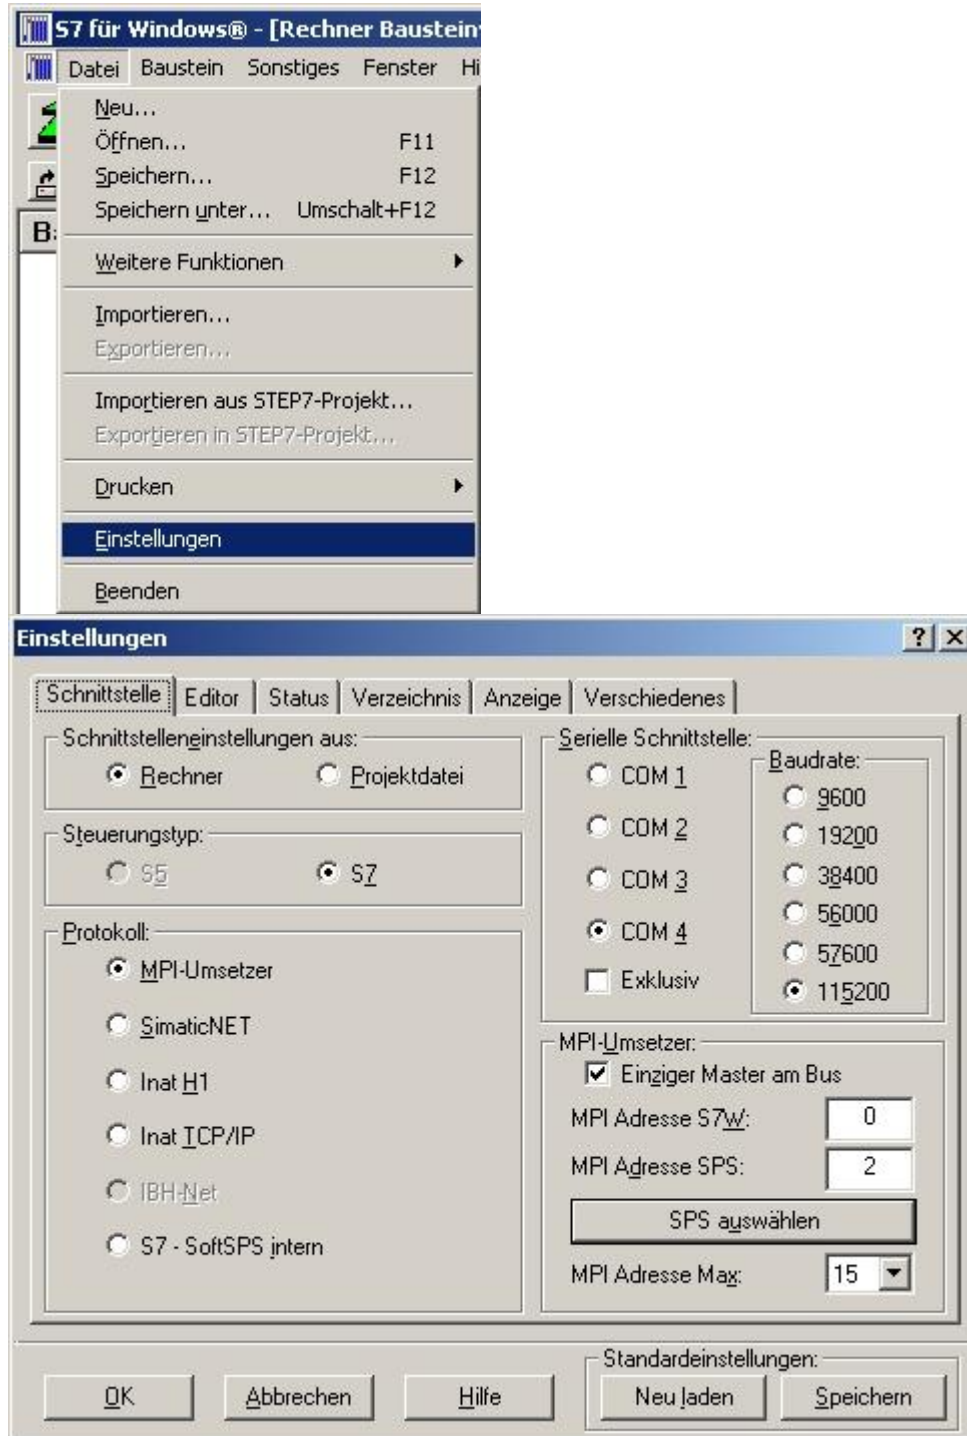 S7 für Windows® - [Rechner Baustein
Datei Baustein Sonstiges Fenster Hi
Neu...
Öffnen... F11
Speichern... F12
Speichern unter... Umschalt+F12
B
Weitere Funktionen
Importieren...
Exportieren...
Importieren aus STEP7-Projekt...
Exportieren in STEP7-Projekt...
Drucken
Einstellungen
Beenden
Einstellungen
Schnittstelle Editor Status Verzeichnis Anzeige Verschiedenes
Schnittstelleneinstellungen aus:
Rechner Projektdatei
Steuerungstyp:
S5 S7
Protokoll:
MPI-Umsetzer
SimaticNET
Inat H1
Inat TCP/IP
IBH-Net
S7 - SoftSPS intern
Serielle Schnittstelle:
COM 1
COM 2
COM 3
COM 4
Exklusiv
Baudrate:
9600
19200
38400
56000
57600
115200
MPI-Umsetzer:
Einziger Master am Bus
MPI Adresse S7W: 0
MPI Adresse SPS: 2
SPS auswählen
MPI Adresse Max: 15
Standardeinstellungen:
OK Abbrechen Hilfe Neu laden Speichern